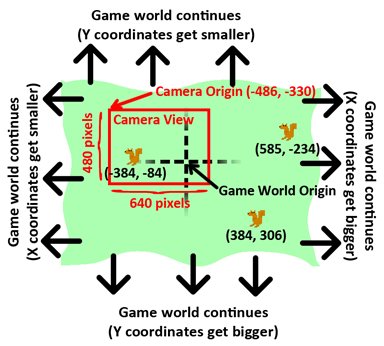 Game world continues
(Y coordinates get smaller)
Camera Origin (-486, -330)
Camera View
480 pixels
(-384, -84)
640 pixels
(585, -234)
Game World Origin
(384, 306)
Game world continues
(X coordinates get smaller)
Game world continues
(X coordinates get bigger)
Game world continues
(Y coordinates get bigger)